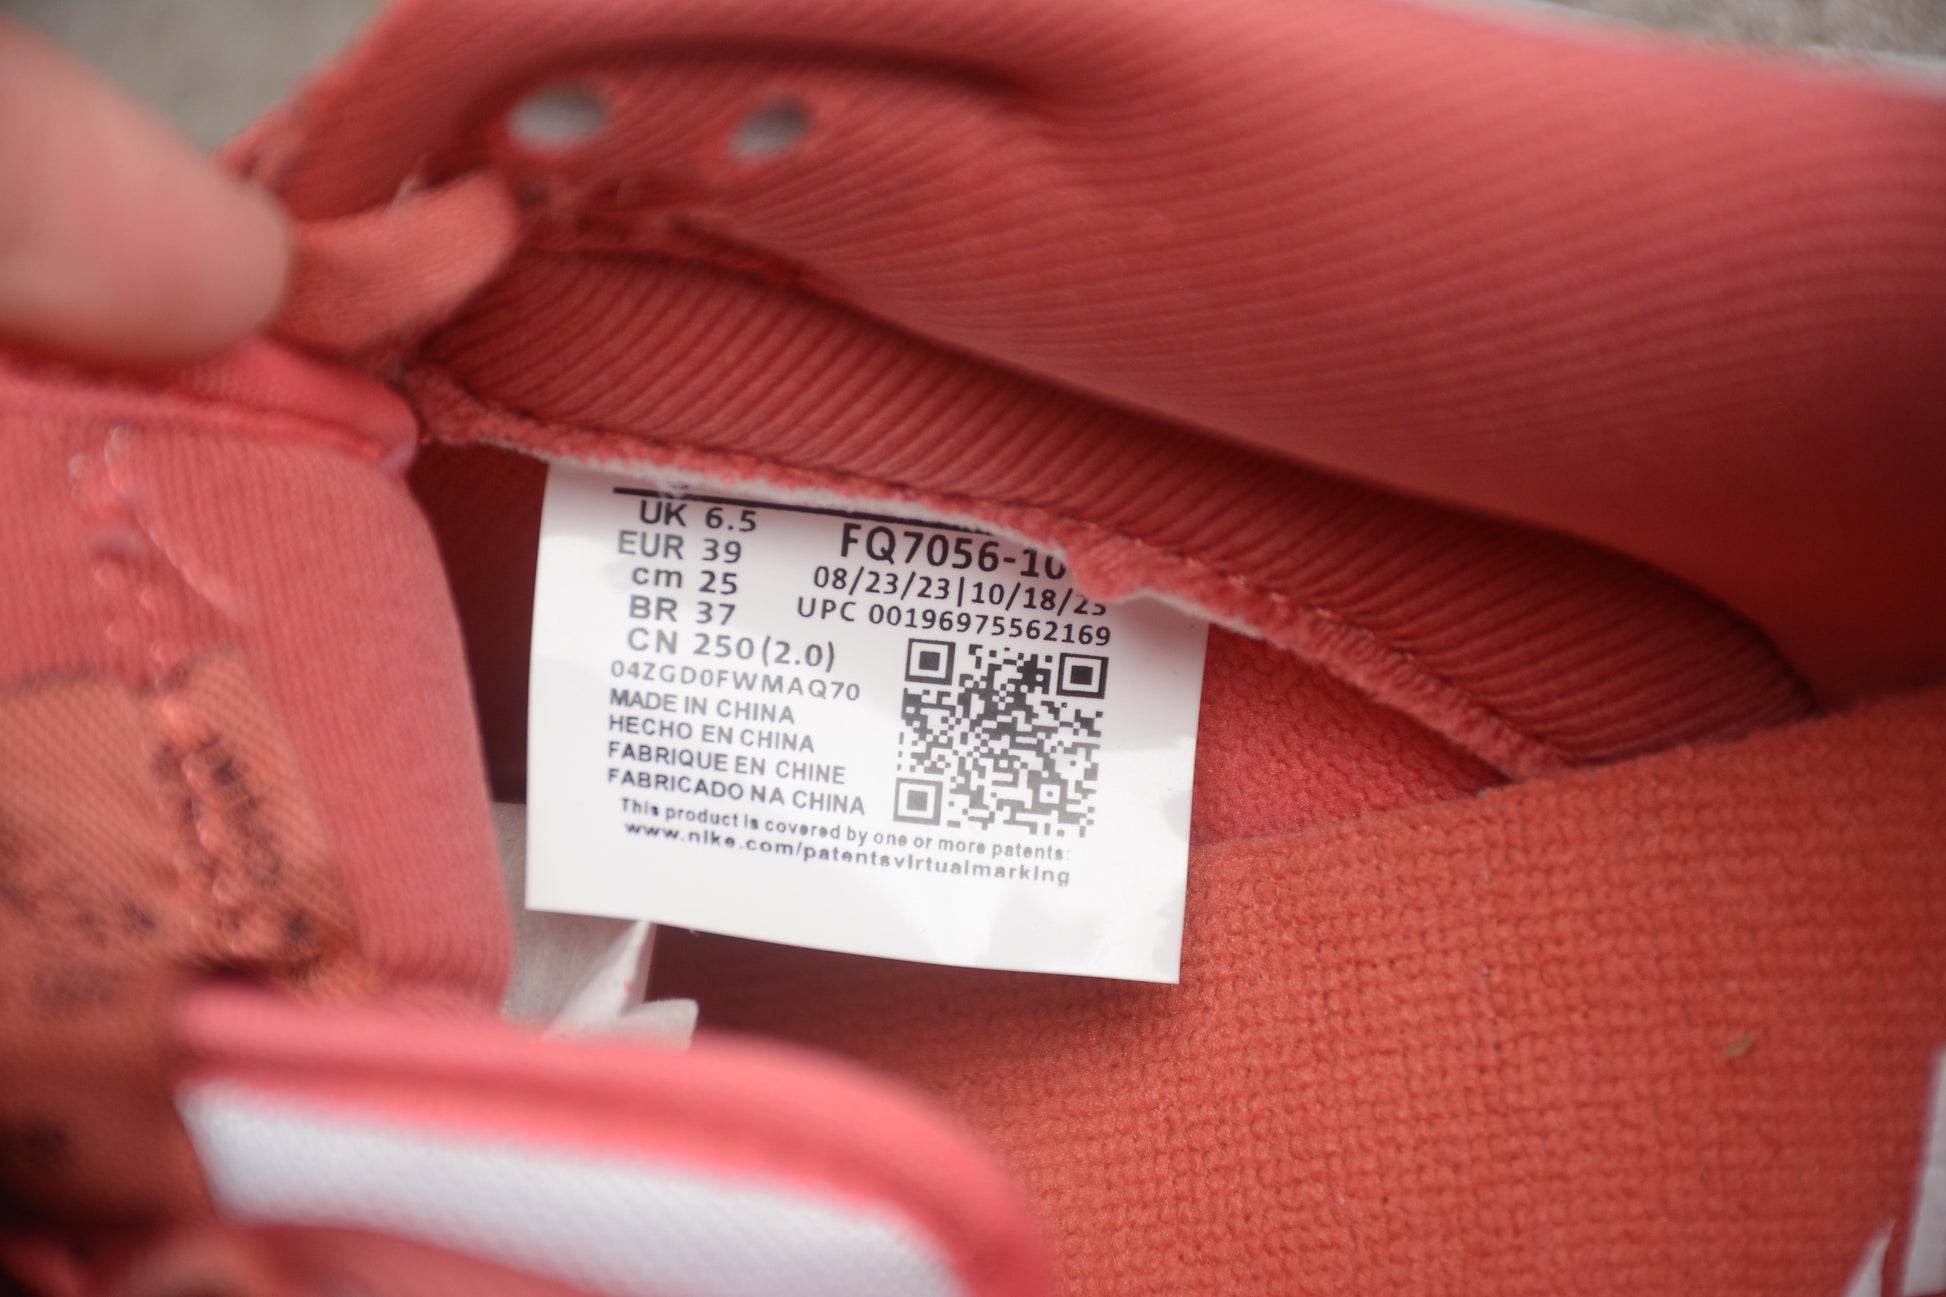 UK 6.5
EUR 39
cm 25
BR 37
CN 250(2.0)
04ZGD0FWMAQ70
FQ7056-10
08/23/23|10/18/23
UPC 00196975562169
MADE IN CHINA
HECHO EN CHINA
FABRIQUE EN CHINE
FABRICADO NA CHINA
This product is covered by one or more patents:
www.nike.com/patentsvirtualmarking